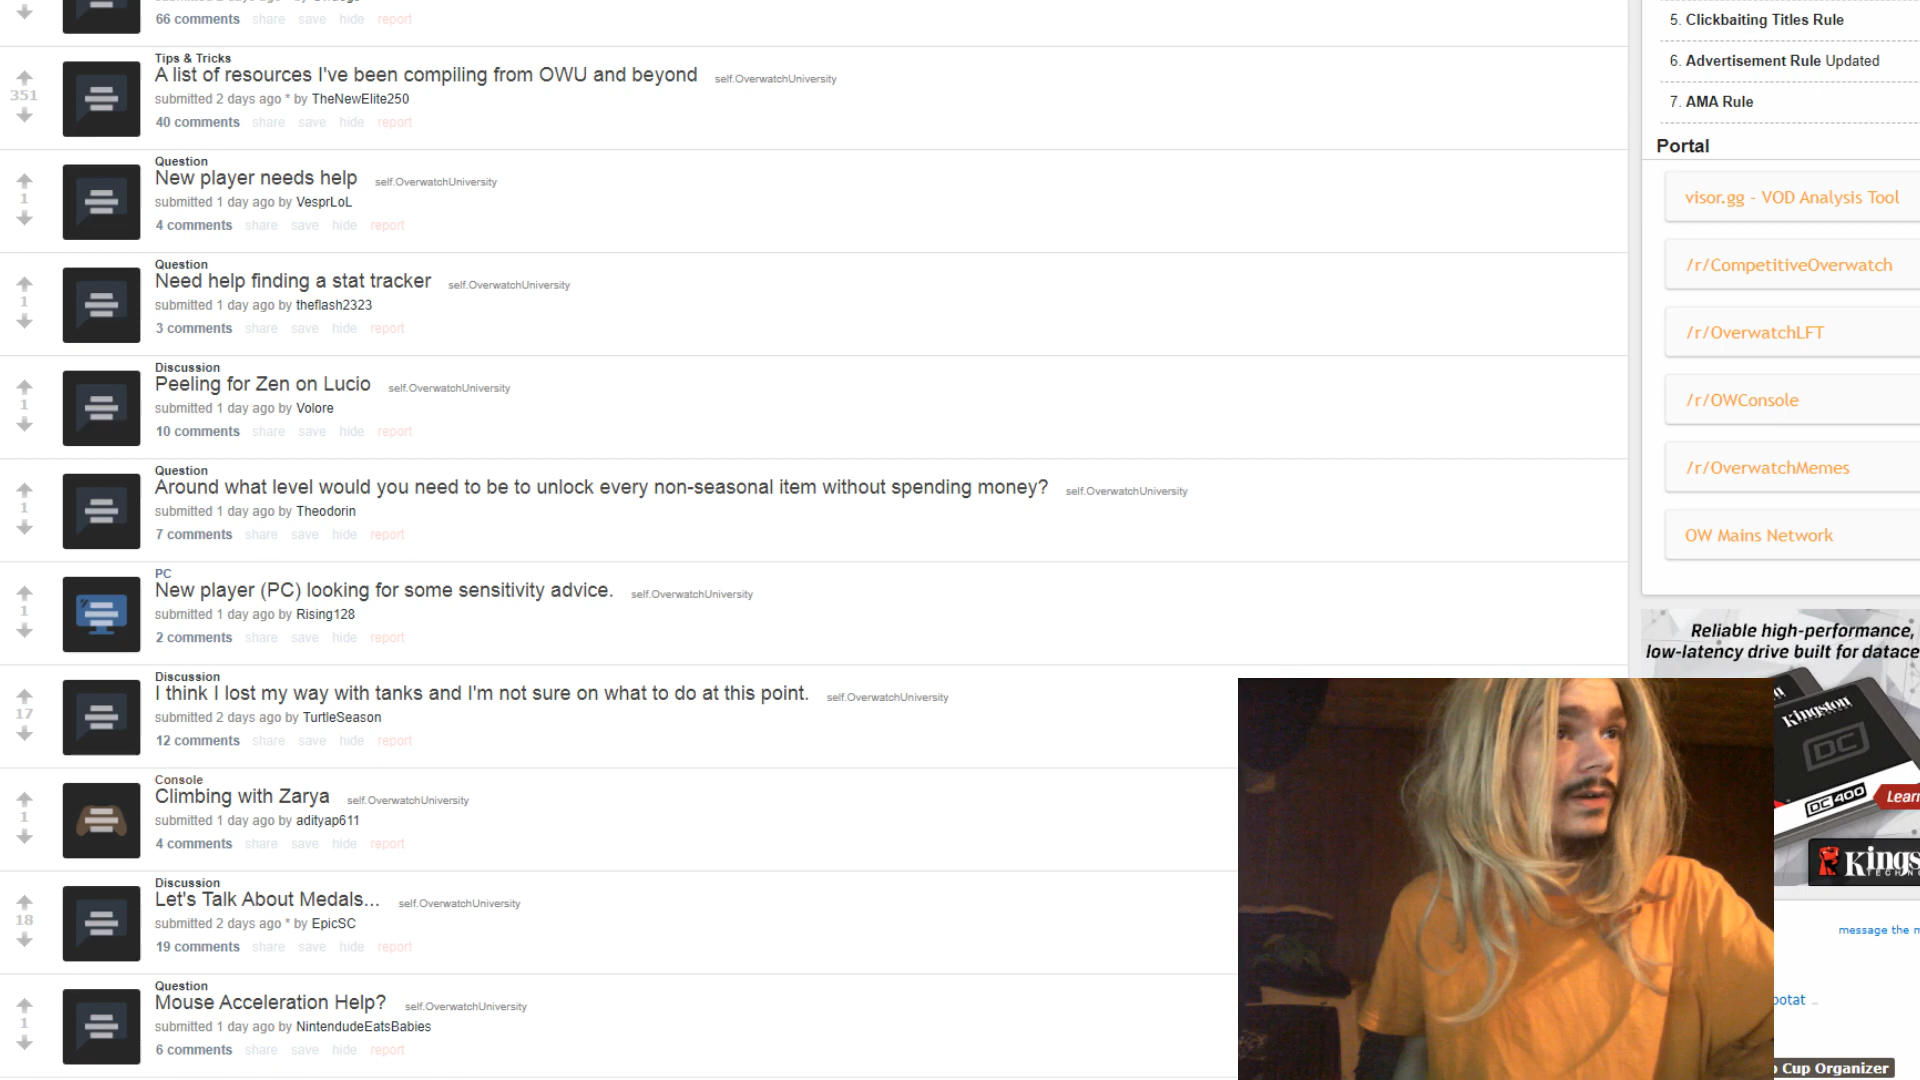 66 comments share save hide report
Tips & Tricks
351
A list of resources I've been compiling from OWU and beyond self.OverwatchUniversity
submitted 2 days ago * by TheNewElite250
40 comments share save hide report
Question
1
New player needs help self.OverwatchUniversity
submitted 1 day ago by VesprLoL
4 comments share save hide report
Question
1
Need help finding a stat tracker self.OverwatchUniversity
submitted 1 day ago by theflash2323
3 comments share save hide report
Discussion
1
Peeling for Zen on Lucio self.OverwatchUniversity
submitted 1 day ago by Volore
10 comments share save hide report
Question
1
Around what level would you need to be to unlock every non-seasonal item without spending money? self.OverwatchUniversity
submitted 1 day ago by Theodorin
7 comments share save hide report
PC
1
New player (PC) looking for some sensitivity advice. self.OverwatchUniversity
submitted 1 day ago by Rising128
2 comments share save hide report
Discussion
17
I think I lost my way with tanks and I'm not sure on what to do at this point. self.OverwatchUniversity
submitted 2 days ago by TurtleSeason
12 comments share save hide report
Console
1
Climbing with Zarya self.OverwatchUniversity
submitted 1 day ago by adityap611
4 comments share save hide report
Discussion
18
Let's Talk About Medals... self.OverwatchUniversity
submitted 2 days ago * by EpicSC
19 comments share save hide report
Question
1
Mouse Acceleration Help? self.OverwatchUniversity
submitted 1 day ago by NintendudeEatsBabies
6 comments share save hide report
5. Clickbaiting Titles Rule
6. Advertisement Rule Updated
7. AMA Rule
Portal
visor.gg - VOD Analysis Tool
/r/CompetitiveOverwatch
/r/OverwatchLFT
/r/OWConsole
/r/OverwatchMemes
OW Mains Network
Reliable high-performance,
low-latency drive built for datace
Kingston
DC
DC400
Learn
Kings
message the m
potat ...
Cup Organizer